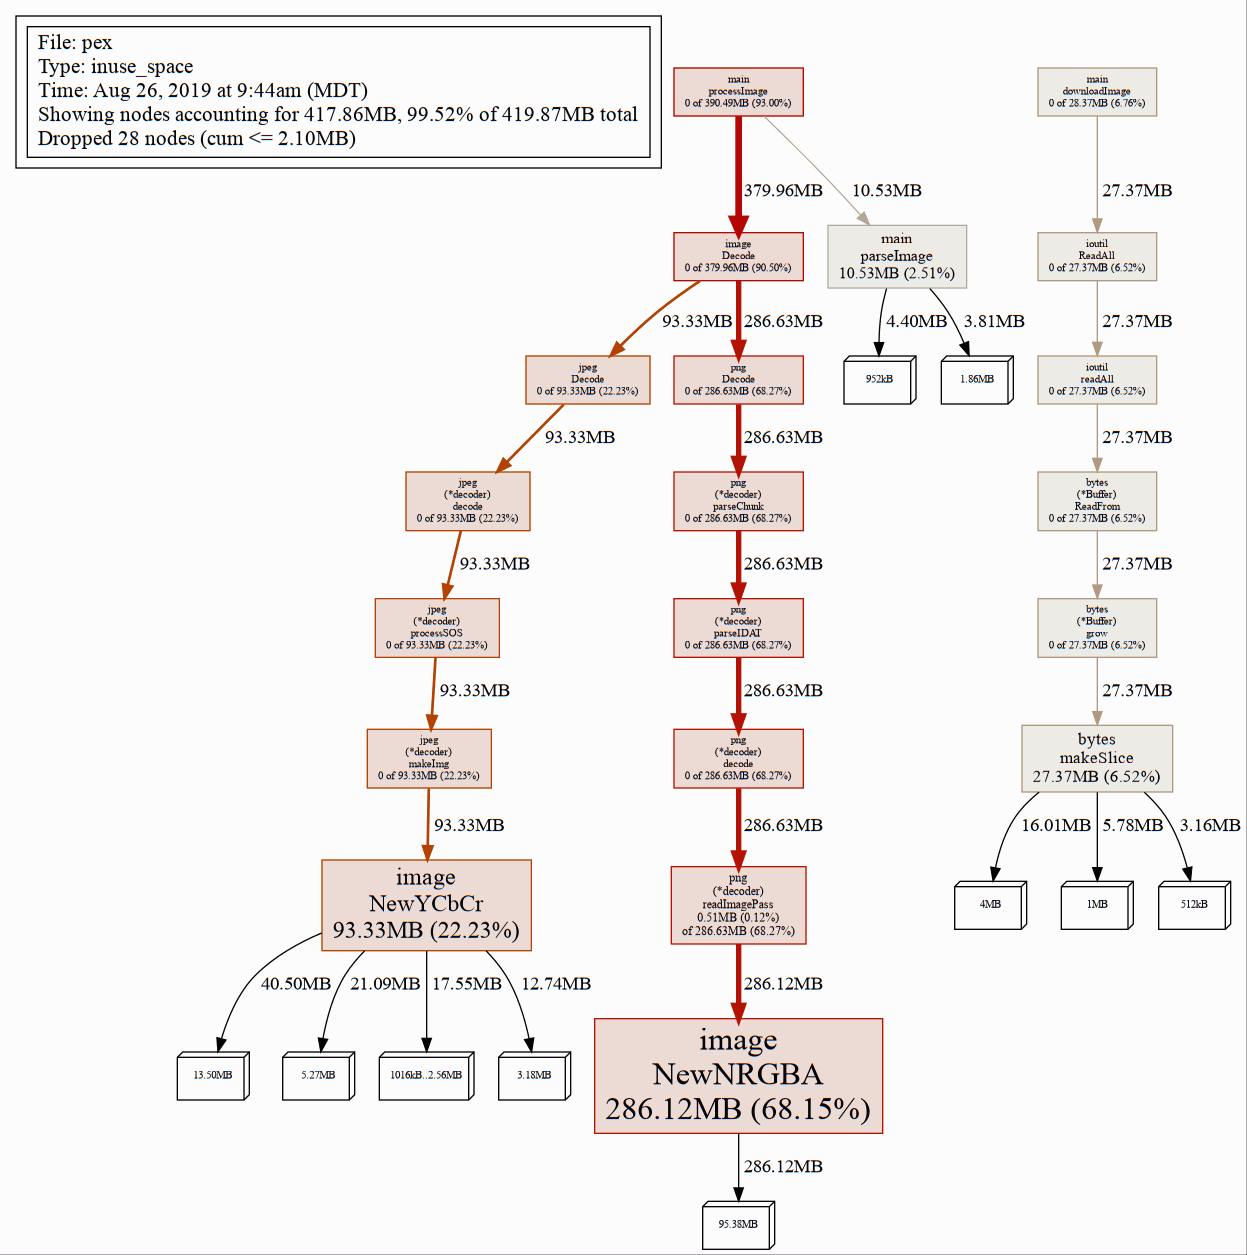 File: pex
Type: inuse_space
Time: Aug 26, 2019 at 9:44am (MDT)
Showing nodes accounting for 417.86MB, 99.52% of 419.87MB total
Dropped 28 nodes (cum <= 2.10MB)
main
processImage
0 of 390.49MB (93.00%)
main
downloadImage
0 of 28.37MB (6.76%)
379.96MB
10.53MB
27.37MB
image
Decode
0 of 379.96MB (90.50%)
main
parseImage
10.53MB (2.51%)
ioutil
ReadAll
0 of 27.37MB (6.52%)
93.33MB
286.63MB
4.40MB
3.81MB
27.37MB
jpeg
Decode
0 of 93.33MB (22.23%)
png
Decode
0 of 286.63MB (68.27%)
952kB
1.86MB
ioutil
readAll
0 of 27.37MB (6.52%)
93.33MB
286.63MB
27.37MB
jpeg
(*decoder)
decode
0 of 93.33MB (22.23%)
png
(*decoder)
parseChunk
0 of 286.63MB (68.27%)
bytes
(*Buffer)
ReadFrom
0 of 27.37MB (6.52%)
93.33MB
286.63MB
27.37MB
jpeg
(*decoder)
processSOS
0 of 93.33MB (22.23%)
png
(*decoder)
parseIDAT
0 of 286.63MB (68.27%)
bytes
(*Buffer)
grow
0 of 27.37MB (6.52%)
93.33MB
286.63MB
27.37MB
jpeg
(*decoder)
makeImg
0 of 93.33MB (22.23%)
png
(*decoder)
decode
0 of 286.63MB (68.27%)
bytes
makeSlice
27.37MB (6.52%)
93.33MB
286.63MB
16.01MB
5.78MB
3.16MB
image
NewYCbCr
93.33MB (22.23%)
png
(*decoder)
readImagePass
0.51MB (0.12%)
of 286.63MB (68.27%)
4MB
1MB
512kB
40.50MB
21.09MB
17.55MB
12.74MB
286.12MB
13.50MB
5.27MB
1016kB..2.56MB
3.18MB
image
NewNRGBA
286.12MB (68.15%)
286.12MB
95.38MB